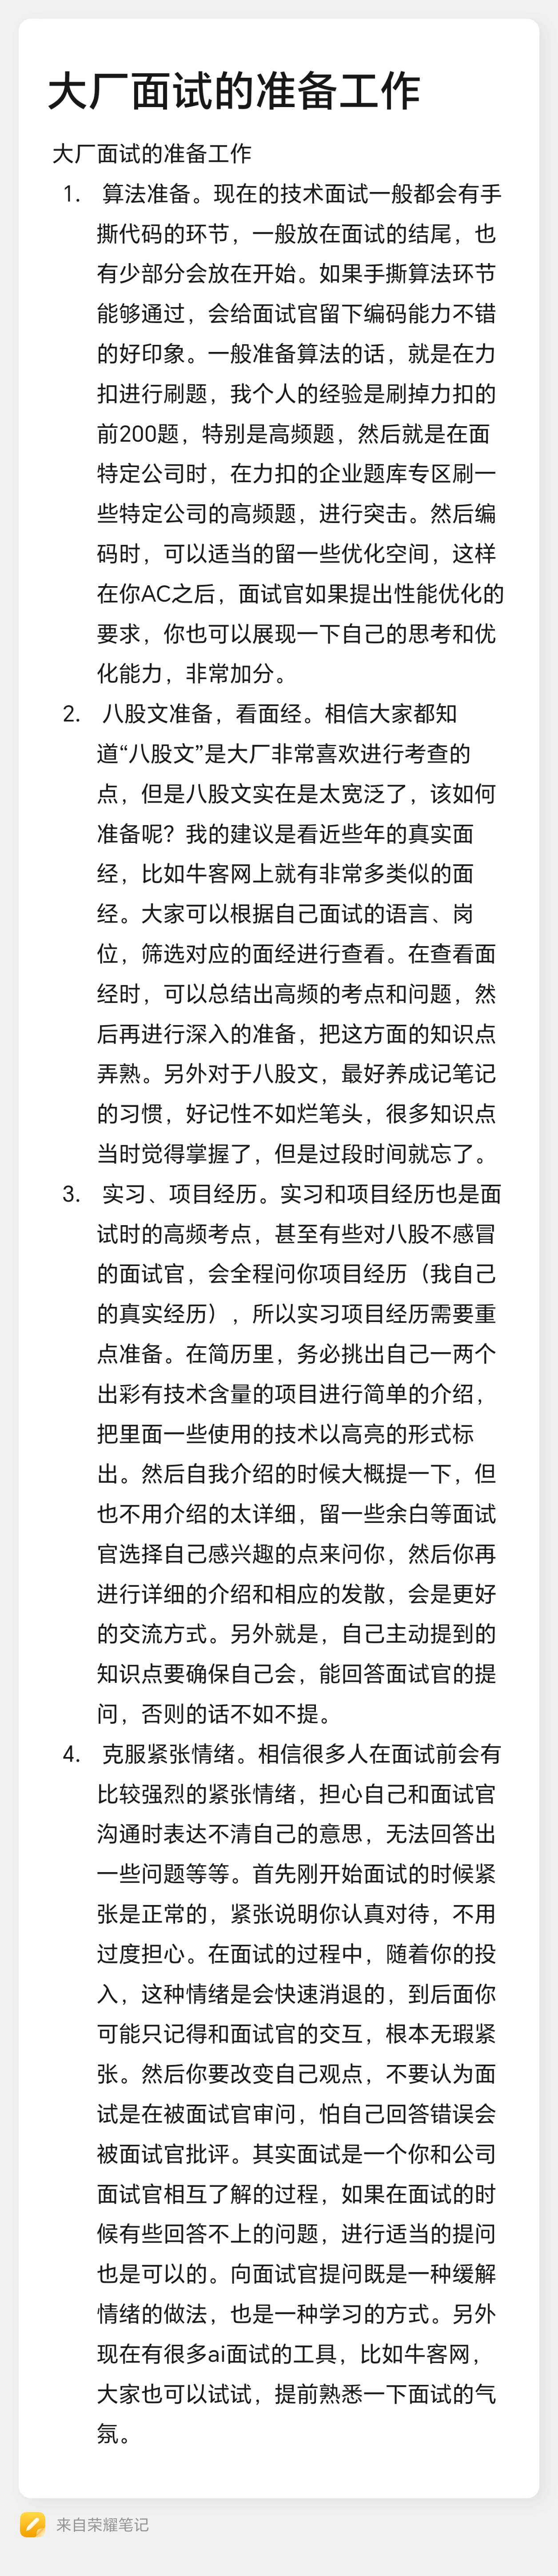 大厂面试的准备工作
大厂面试的准备工作
1. 算法准备。现在的技术面试一般都会有手
撕代码的环节，一般放在面试的结尾，也
有少部分会放在开始。如果手撕算法环节
能够通过，会给面试官留下编码能力不错
的好印象。一般准备算法的话，就是在力
扣进行刷题，我个人的经验是刷掉力扣的
前200题，特别是高频题，然后就是在面
特定公司时，在力扣的企业题库专区刷一
些特定公司的高频题，进行突击。然后编
码时，可以适当的留一些优化空间，这样
在你AC之后，面试官如果提出性能优化的
要求，你也可以展现一下自己的思考和优
化能力，非常加分。
2. 八股文准备，看面经。相信大家都知
道“八股文”是大厂非常喜欢进行考查的
点，但是八股文实在是太宽泛了，该如何
准备呢？我的建议是看近些年的真实面
经，比如牛客网上就有非常多类似的面
经。大家可以根据自己面试的语言、岗
位，筛选对应的面经进行查看。在查看面
经时，可以总结出高频的考点和问题，然
后再进行深入的准备，把这方面的知识点
弄熟。另外对于八股文，最好养成记笔记
的习惯，好记性不如烂笔头，很多知识点
当时觉得掌握了，但是过段时间就忘了。
3. 实习、项目经历。实习和项目经历也是面
试时的高频考点，甚至有些对八股不感冒
的面试官，会全程问你项目经历（我自己
的真实经历），所以实习项目经历需要重
点准备。在简历里，务必挑出自己一两个
出彩有技术含量的项目进行简单的介绍，
把里面一些使用的技术以高亮的形式标
出。然后自我介绍的时候大概提一下，但
也不用介绍的太详细，留一些余白等面试
官选择自己感兴趣的点来问你，然后你再
进行详细的介绍和相应的发散，会是更好
的交流方式。另外就是，自己主动提到的
知识点要确保自己会，能回答面试官的提
问，否则的话不如不提。
4. 克服紧张情绪。相信很多人在面试前会有
比较强烈的紧张情绪，担心自己和面试官
沟通时表达不清自己的意思，无法回答出
一些问题等等。首先刚开始面试的时候紧
张是正常的，紧张说明你认真对待，不用
过度担心。在面试的过程中，随着你的投
入，这种情绪是会快速消退的，到后面你
可能只记得和面试官的交互，根本无瑕紧
张。然后你要改变自己观点，不要认为面
试是在被面试官审问，怕自己回答错误会
被面试官批评。其实面试是一个你和公司
面试官相互了解的过程，如果在面试的时
候有些回答不上的问题，进行适当的提问
也是可以的。向面试官提问既是一种缓解
情绪的做法，也是一种学习的方式。另外
现在有很多ai面试的工具，比如牛客网，
大家也可以试试，提前熟悉一下面试的气
氛。
来自荣耀笔记